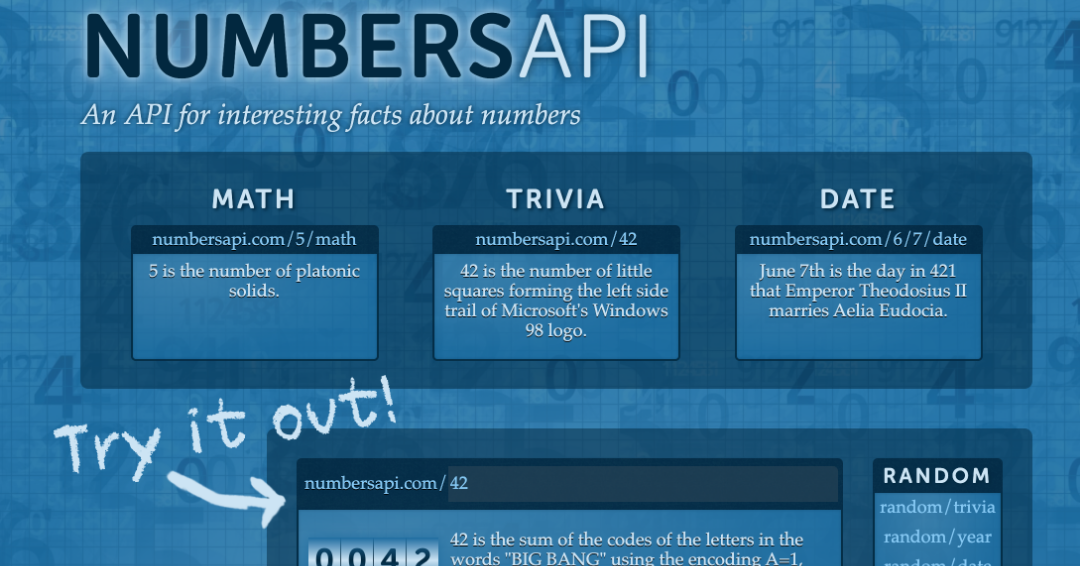 NUMBERSAPI
An API for interesting facts about numbers
MATH
numbersapi.com/5/math
5 is the number of platonic
solids.
TRIVIA
numbersapi.com/42
42 is the number of little
squares forming the left side
trail of Microsoft's Windows
98 logo.
DATE
numbersapi.com/6/7/date
June 7th is the day in 421
that Emperor Theodosius II
marries Aelia Eudocia.
Try it out!
numbersapi.com/42
0042
42 is the sum of the codes of the letters in the
words "BIG BANG" using the encoding A=1,
RANDOM
random/trivia
random/year
random/date